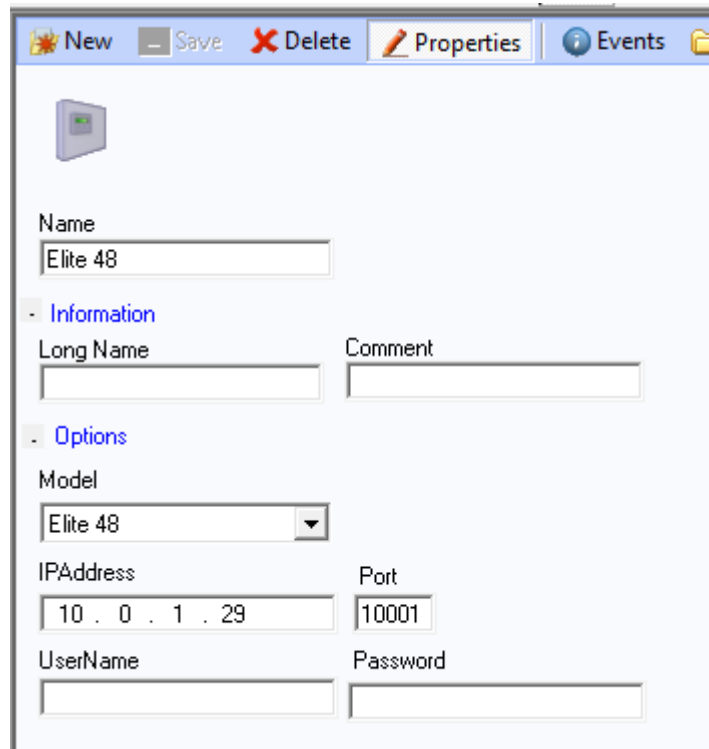 New Save Delete Properties Events
Name
Elite 48
- Information
Long Name Comment
- Options
Model
Elite 48
IPAddress Port
10 . 0 . 1 . 29 10001
UserName Password